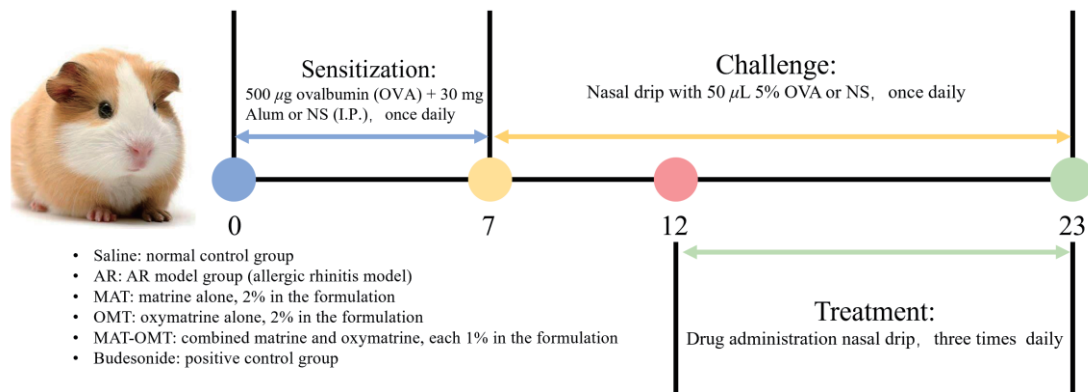 Sensitization:
500 μg ovalbumin (OVA) + 30 mg
Alum or NS (I.P.), once daily
Challenge:
Nasal drip with 50 μL 5% OVA or NS, once daily
0
7
12
23
• Saline: normal control group
• AR: AR model group (allergic rhinitis model)
• MAT: matrine alone, 2% in the formulation
• OMT: oxymatrine alone, 2% in the formulation
• MAT-OMT: combined matrine and oxymatrine, each 1% in the formulation
• Budesonide: positive control group
Treatment:
Drug administration nasal drip, three times daily